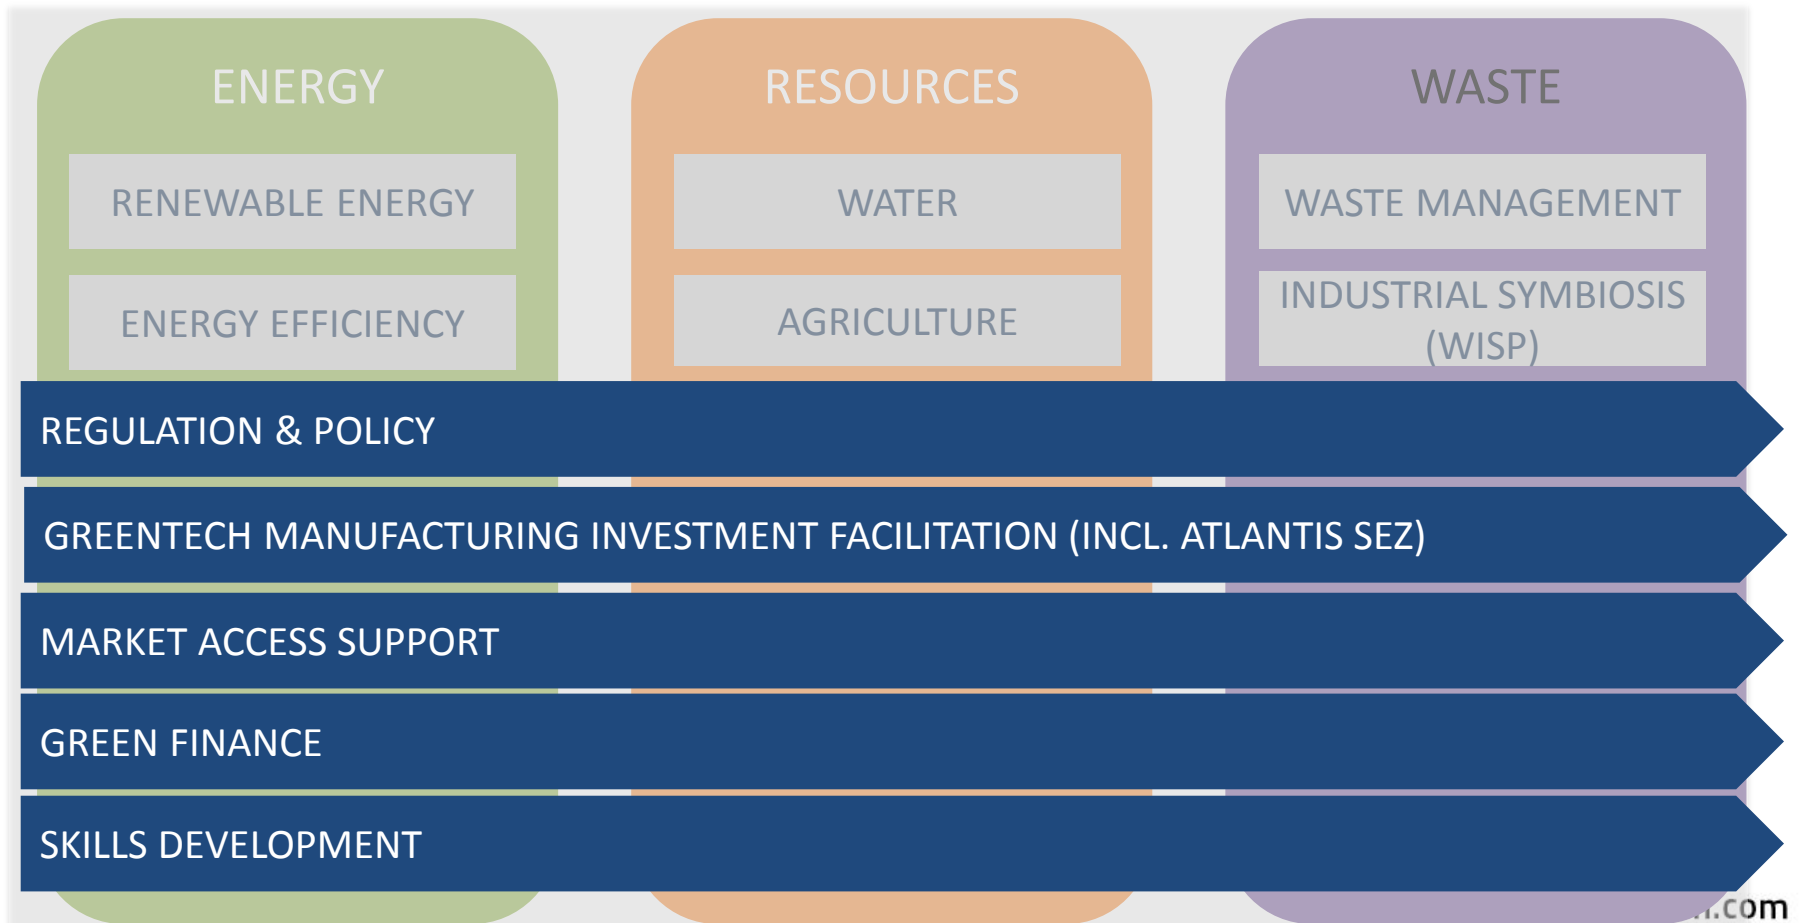 ENERGY
RESOURCES
WASTE
RENEWABLE ENERGY
WATER
WASTE MANAGEMENT
ENERGY EFFICIENCY
AGRICULTURE
INDUSTRIAL SYMBIOSIS
(WISP)
REGULATION & POLICY
GREENTECH MANUFACTURING INVESTMENT FACILITATION (INCL. ATLANTIS SEZ)
MARKET ACCESS SUPPORT
GREEN FINANCE
SKILLS DEVELOPMENT
.com